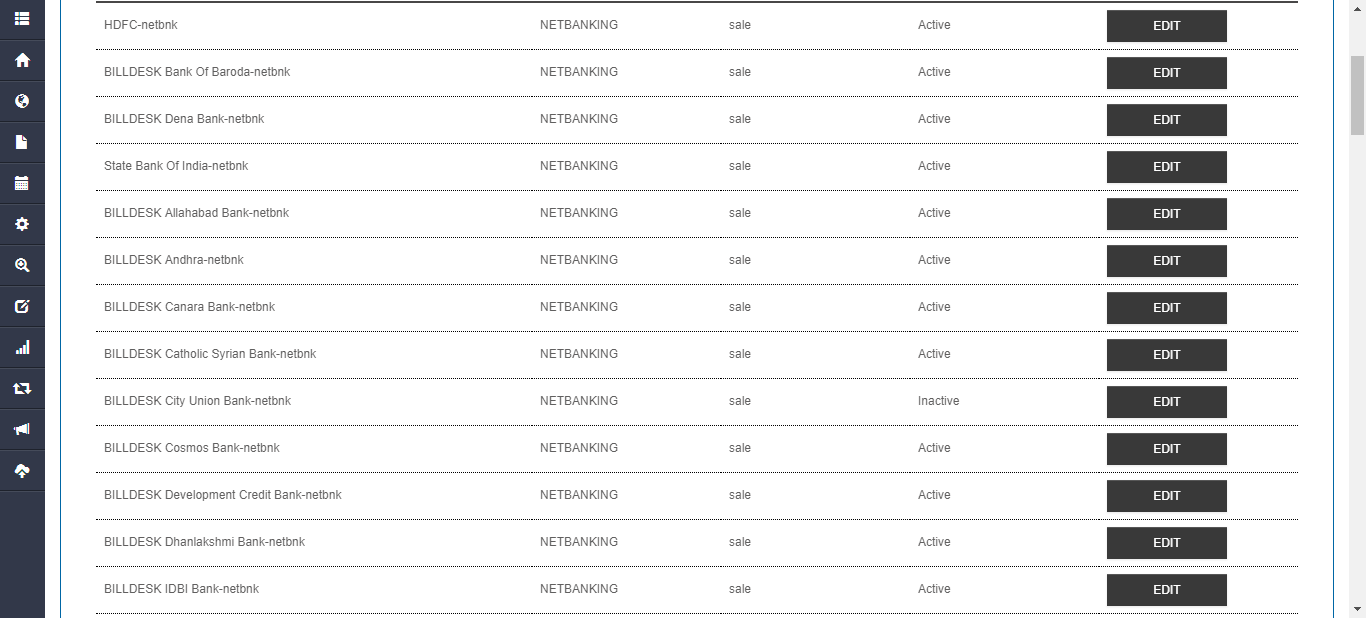 HDFC-netbnk NETBANKING sale Active EDIT
BILLDESK Bank Of Baroda-netbnk NETBANKING sale Active EDIT
BILLDESK Dena Bank-netbnk NETBANKING sale Active EDIT
State Bank Of India-netbnk NETBANKING sale Active EDIT
BILLDESK Allahabad Bank-netbnk NETBANKING sale Active EDIT
BILLDESK Andhra-netbnk NETBANKING sale Active EDIT
BILLDESK Canara Bank-netbnk NETBANKING sale Active EDIT
BILLDESK Catholic Syrian Bank-netbnk NETBANKING sale Active EDIT
BILLDESK City Union Bank-netbnk NETBANKING sale Inactive EDIT
BILLDESK Cosmos Bank-netbnk NETBANKING sale Active EDIT
BILLDESK Development Credit Bank-netbnk NETBANKING sale Active EDIT
BILLDESK Dhanlakshmi Bank-netbnk NETBANKING sale Active EDIT
BILLDESK IDBI Bank-netbnk NETBANKING sale Active EDIT